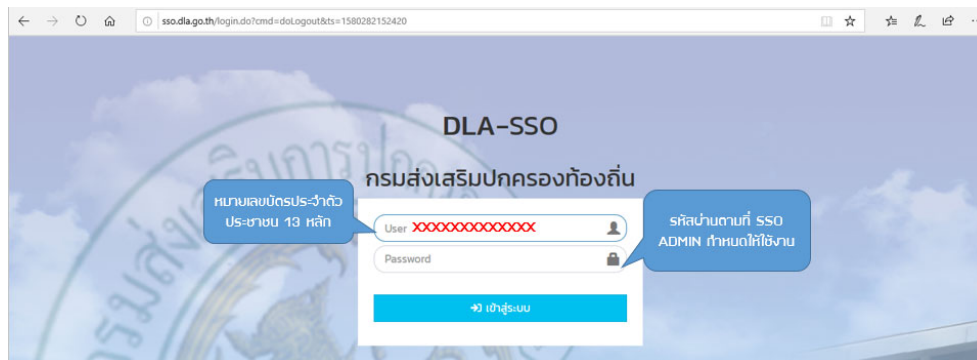 sso.dla.go.th/login.do?cmd=doLogout&ts=1580282152420
DLA-SSO
กรมส่งเสริมปกครองท้องถิ่น
หมายเลขบัตรประจำตัว
ประชาชน 13 หลัก
User XXXXXXXXXXXXX
Password
รหัสผ่านตามที่ SSO
ADMIN กำหนดให้ใช้งาน
เข้าสู่ระบบ